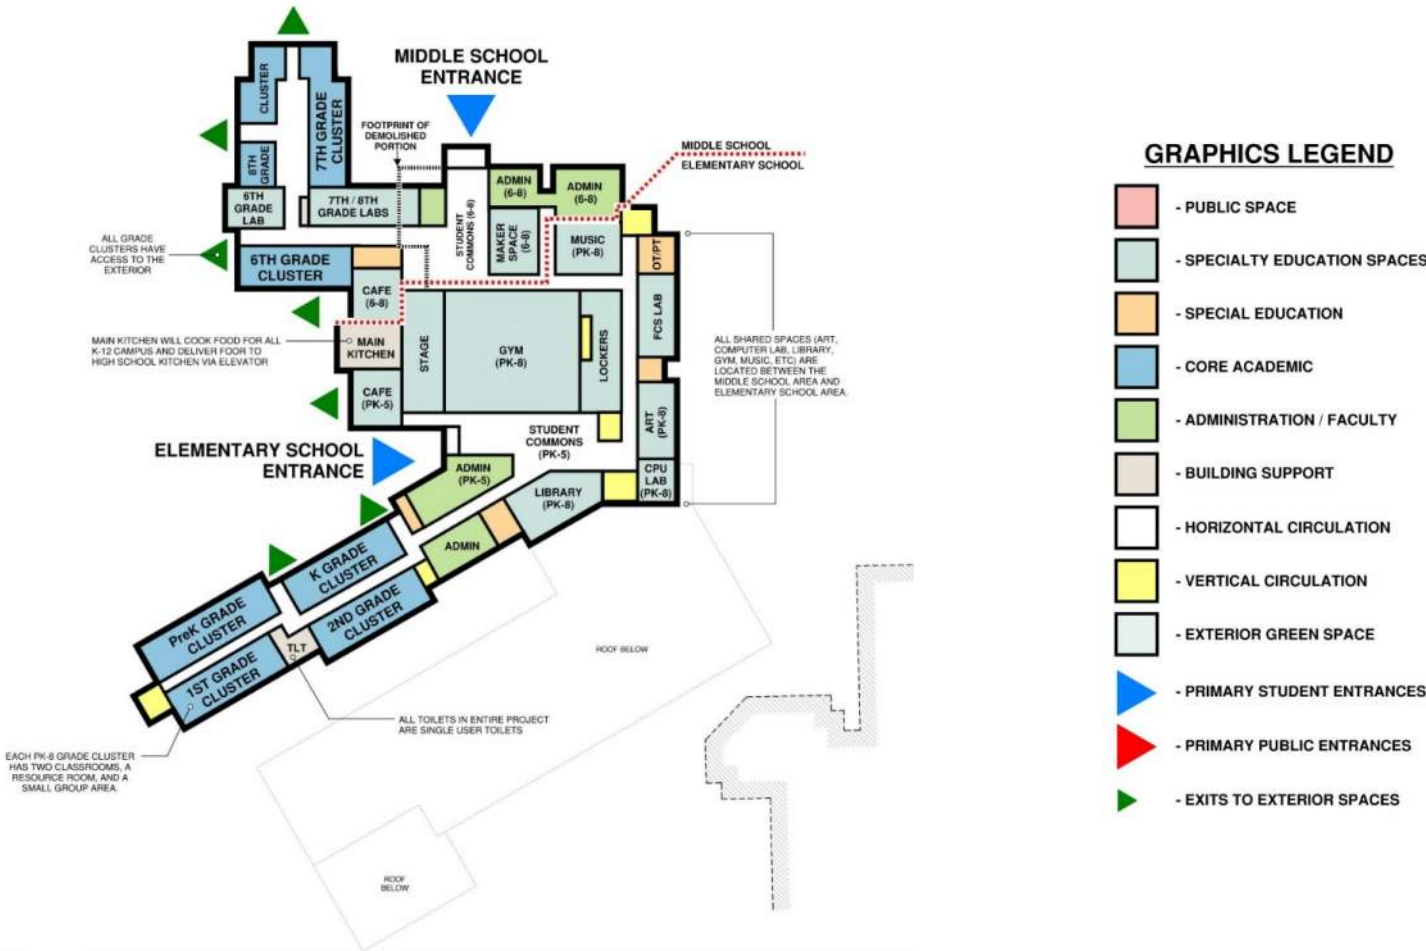 MIDDLE SCHOOL
ENTRANCE
CLUSTER
8TH GRADE
7TH GRADE
CLUSTER
FOOTPRINT OF
DEMOLISHED
PORTION
MIDDLE SCHOOL
ELEMENTARY SCHOOL
6TH
GRADE
LAB
7TH / 8TH
GRADE LABS
STUDENT
COMMONS (6-8)
ADMIN
(6-8)
ADMIN
(6-8)
MAKER
SPACE
(6-8)
MUSIC
(PK-8)
OT/PT
ALL GRADE
CLUSTERS HAVE
ACCESS TO THE
EXTERIOR
6TH GRADE
CLUSTER
CAFE
(6-8)
MAIN KITCHEN WILL COOK FOOD FOR ALL
K-12 CAMPUS AND DELIVER FOOR TO
HIGH SCHOOL KITCHEN VIA ELEVATOR
MAIN
KITCHEN
STAGE
GYM
(PK-8)
LOCKERS
FCS LAB
ALL SHARED SPACES (ART,
COMPUTER LAB, LIBRARY,
GYM, MUSIC, ETC) ARE
LOCATED BETWEEN THE
MIDDLE SCHOOL AREA AND
ELEMENTARY SCHOOL AREA.
CAFE
(PK-5)
ART
(PK-8)
STUDENT
COMMONS
(PK-5)
ELEMENTARY SCHOOL
ENTRANCE
ADMIN
(PK-5)
LIBRARY
(PK-8)
CPU
LAB
(PK-8)
ADMIN
K GRADE
CLUSTER
2ND GRADE
CLUSTER
PreK GRADE
CLUSTER
TLT
1ST GRADE
CLUSTER
ROOF BELOW
ALL TOILETS IN ENTIRE PROJECT
ARE SINGLE USER TOILETS
EACH PK-8 GRADE CLUSTER
HAS TWO CLASSROOMS, A
RESOURCE ROOM, AND A
SMALL GROUP AREA.
ROOF
BELOW
GRAPHICS LEGEND
- PUBLIC SPACE
- SPECIALTY EDUCATION SPACES
- SPECIAL EDUCATION
- CORE ACADEMIC
- ADMINISTRATION / FACULTY
- BUILDING SUPPORT
- HORIZONTAL CIRCULATION
- VERTICAL CIRCULATION
- EXTERIOR GREEN SPACE
- PRIMARY STUDENT ENTRANCES
- PRIMARY PUBLIC ENTRANCES
- EXITS TO EXTERIOR SPACES